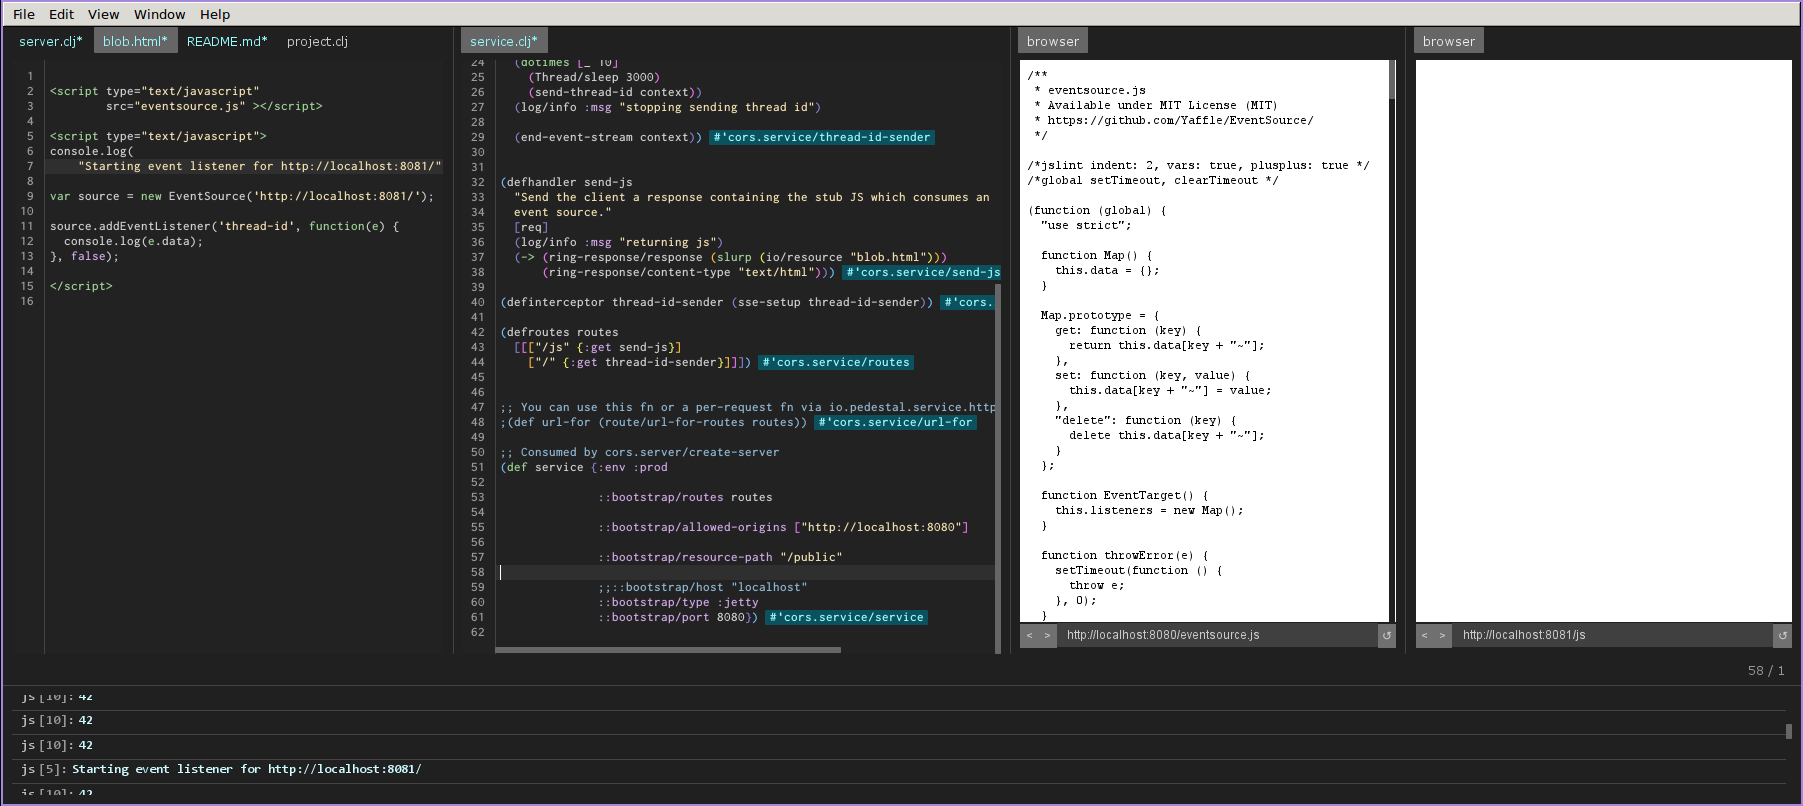 File Edit View Window Help
server.clj* blob.html* README.md* project.clj
1
2 <script type="text/javascript"
3 src="eventsource.js" ></script>
4
5 <script type="text/javascript">
6 console.log(
7 "Starting event listener for http://localhost:8081/"
8
9 var source = new EventSource('http://localhost:8081/');
10
11 source.addEventListener('thread-id', function(e) {
12 console.log(e.data);
13 }, false);
14
15 </script>
16
service.clj*
24 (dotimes [_ 10]
25 (Thread/sleep 3000)
26 (send-thread-id context))
27 (log/info :msg "stopping sending thread id")
28
29 (end-event-stream context)) #'cors.service/thread-id-sender
30
31
32 (defhandler send-js
33 "Send the client a response containing the stub JS which consumes an
34 event source."
35 [req]
36 (log/info :msg "returning js")
37 (-> (ring-response/response (slurp (io/resource "blob.html")))
38 (ring-response/content-type "text/html"))) #'cors.service/send-js
39
40 (definterceptor thread-id-sender (sse-setup thread-id-sender)) #'cors.
41
42 (defroutes routes
43 [[["/js" {:get send-js}]
44 ["/" {:get thread-id-sender}]]]) #'cors.service/routes
45
46
47 ;; You can use this fn or a per-request fn via io.pedestal.service.http
48 ;(def url-for (route/url-for-routes routes)) #'cors.service/url-for
49
50 ;; Consumed by cors.server/create-server
51 (def service {:env :prod
52
53 ::bootstrap/routes routes
54
55 ::bootstrap/allowed-origins ["http://localhost:8080"]
56
57 ::bootstrap/resource-path "/public"
58
59 ;;::bootstrap/host "localhost"
60 ::bootstrap/type :jetty
61 ::bootstrap/port 8080}) #'cors.service/service
62
browser
/**
* eventsource.js
* Available under MIT License (MIT)
* https://github.com/Yaffle/EventSource/
*/
/*jslint indent: 2, vars: true, plusplus: true */
/*global setTimeout, clearTimeout */
(function (global) {
"use strict";
function Map() {
this.data = {};
}
Map.prototype = {
get: function (key) {
return this.data[key + "~"];
},
set: function (key, value) {
this.data[key + "~"] = value;
},
"delete": function (key) {
delete this.data[key + "~"];
}
};
function EventTarget() {
this.listeners = new Map();
}
function throwError(e) {
setTimeout(function () {
throw e;
}, 0);
}
< > http://localhost:8080/eventsource.js ↺
browser
< > http://localhost:8081/js ↺
58 / 1
js[10]: 42
js[10]: 42
js[10]: 42
js[5]: Starting event listener for http://localhost:8081/
js[10]: 42